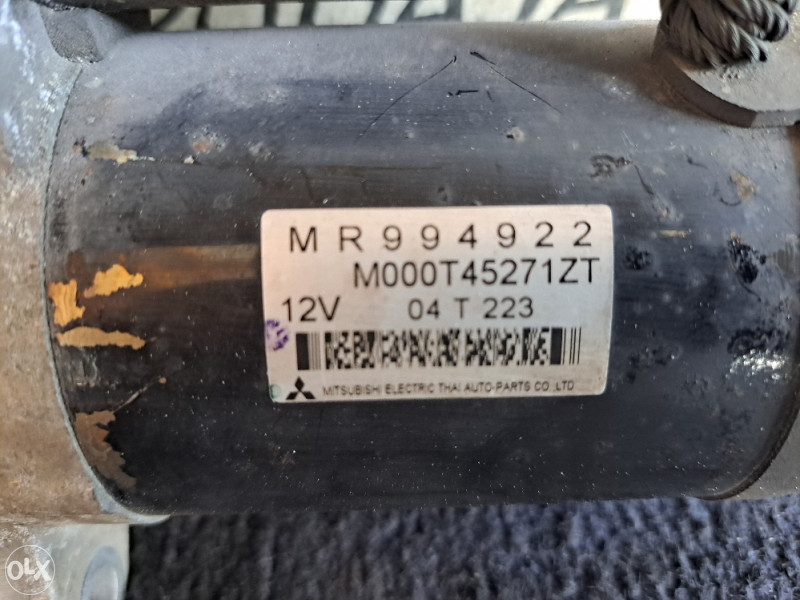 MR994922
M000T45271ZT
12V 04 T 223
MITSUBISHI ELECTRIC THAI AUTO-PARTS CO.,LTD
OLX